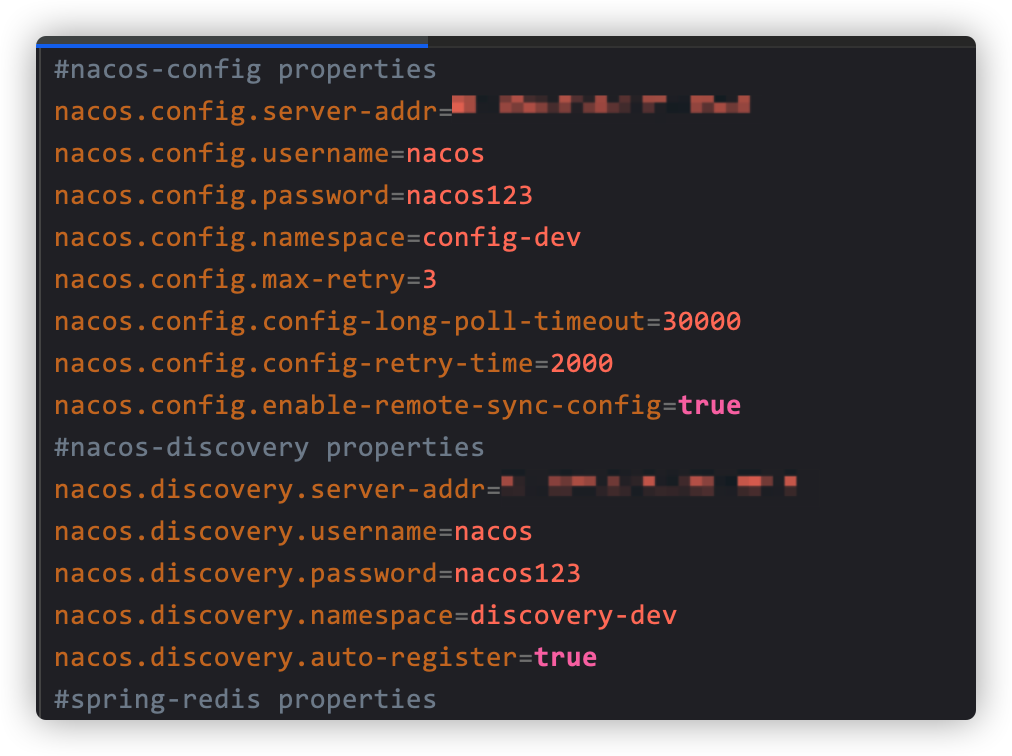 #nacos-config properties
nacos.config.server-addr=
nacos.config.username=nacos
nacos.config.password=nacos123
nacos.config.namespace=config-dev
nacos.config.max-retry=3
nacos.config.config-long-poll-timeout=30000
nacos.config.config-retry-time=2000
nacos.config.enable-remote-sync-config=true
#nacos-discovery properties
nacos.discovery.server-addr=
nacos.discovery.username=nacos
nacos.discovery.password=nacos123
nacos.discovery.namespace=discovery-dev
nacos.discovery.auto-register=true
#spring-redis properties